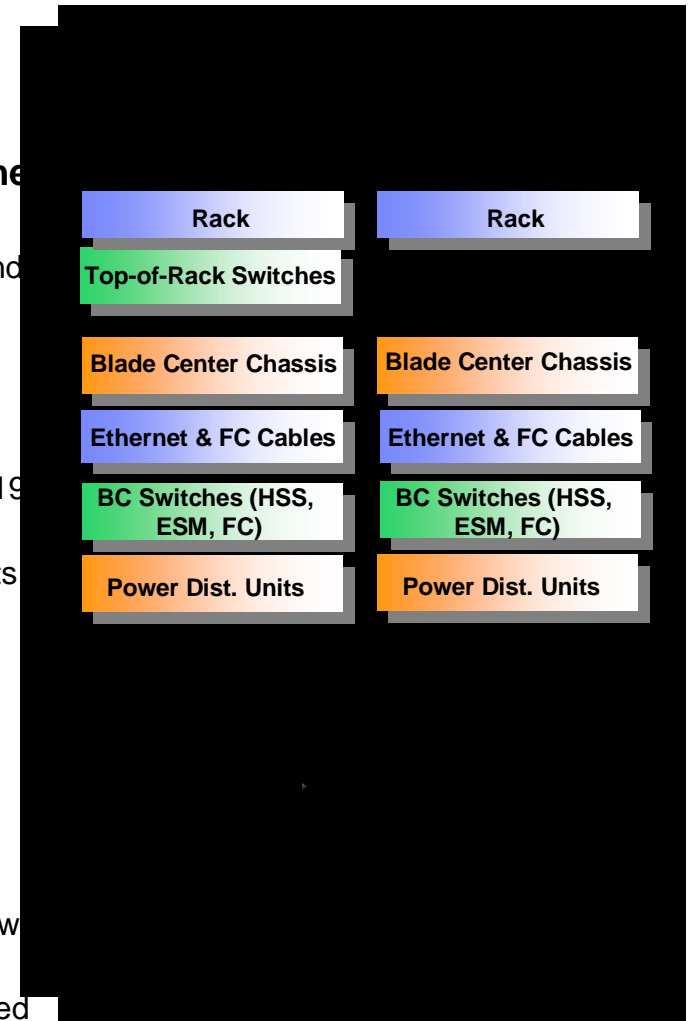 Rack
Rack
Top-of-Rack Switches
Blade Center Chassis
Blade Center Chassis
Ethernet & FC Cables
Ethernet & FC Cables
BC Switches (HSS,
ESM, FC)
BC Switches (HSS,
ESM, FC)
Power Dist. Units
Power Dist. Units